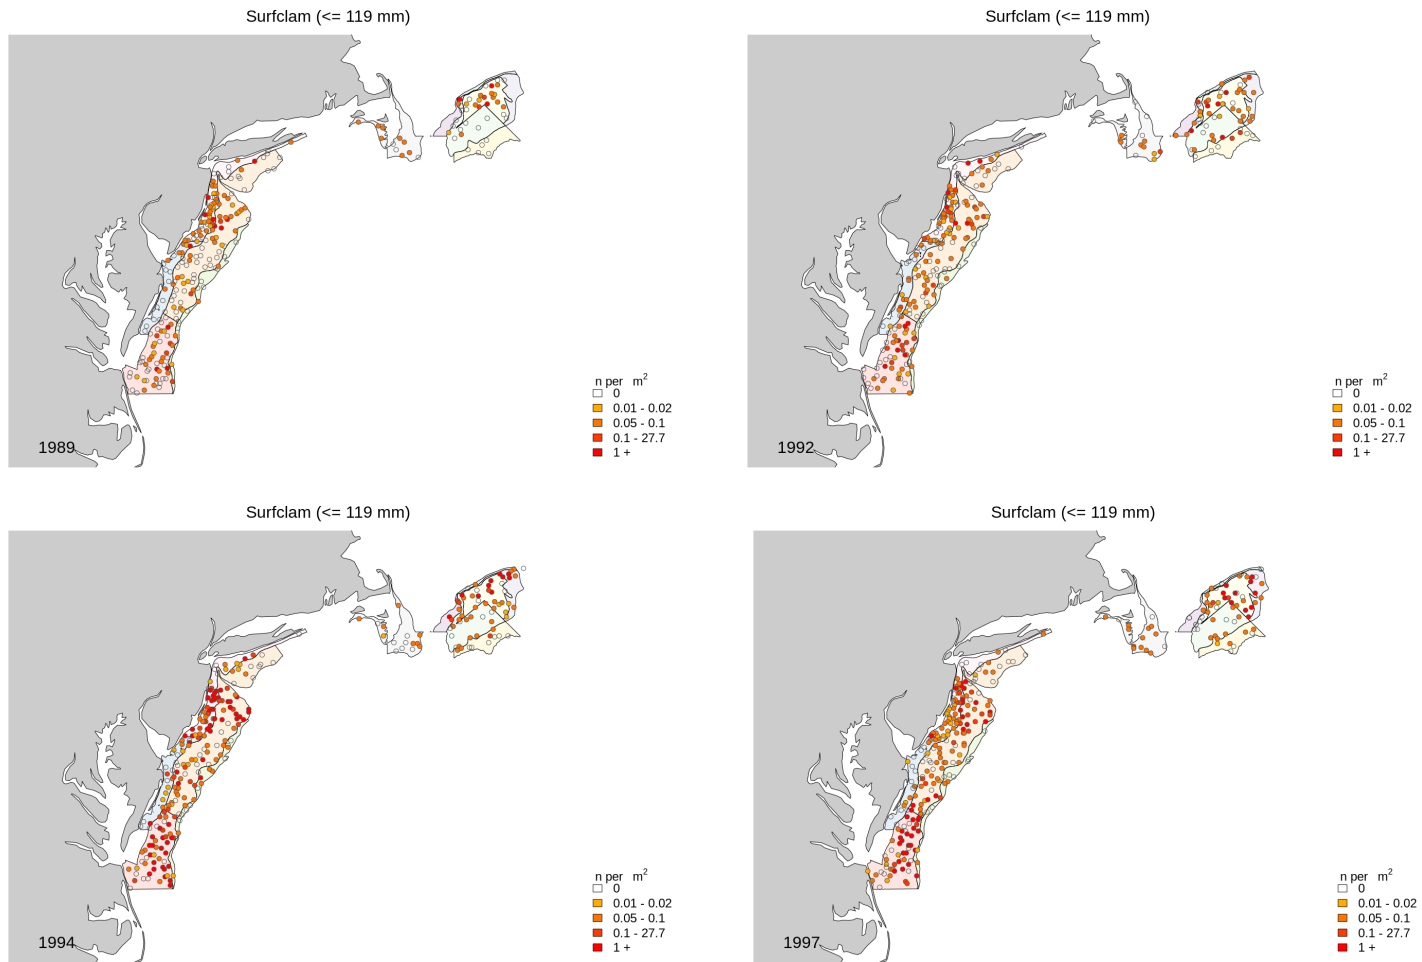 Surfclam (<= 119 mm)
n per m²
0
0.01 - 0.02
0.05 - 0.1
0.1 - 27.7
1 +
1989
Surfclam (<= 119 mm)
n per m²
0
0.01 - 0.02
0.05 - 0.1
0.1 - 27.7
1 +
1992
Surfclam (<= 119 mm)
n per m²
0
0.01 - 0.02
0.05 - 0.1
0.1 - 27.7
1 +
1994
Surfclam (<= 119 mm)
n per m²
0
0.01 - 0.02
0.05 - 0.1
0.1 - 27.7
1 +
1997